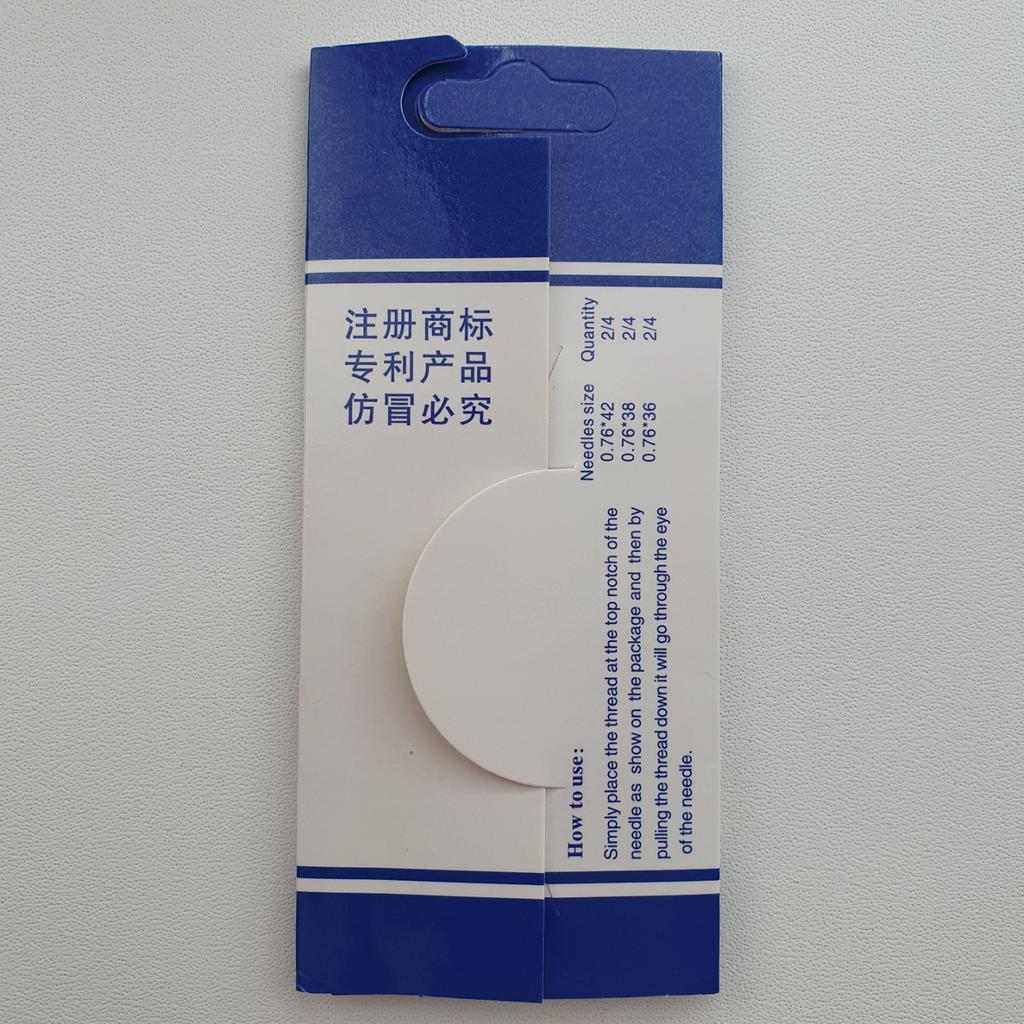 注册商标
专利产品
仿冒必究
How to use:
Simply place the thread at the top notch of the
needle as show on the package and then by
pulling the thread down it will go through the eye
of the needle.
Needles size Quantity
0.76*42 2/4
0.76*38 2/4
0.76*36 2/4